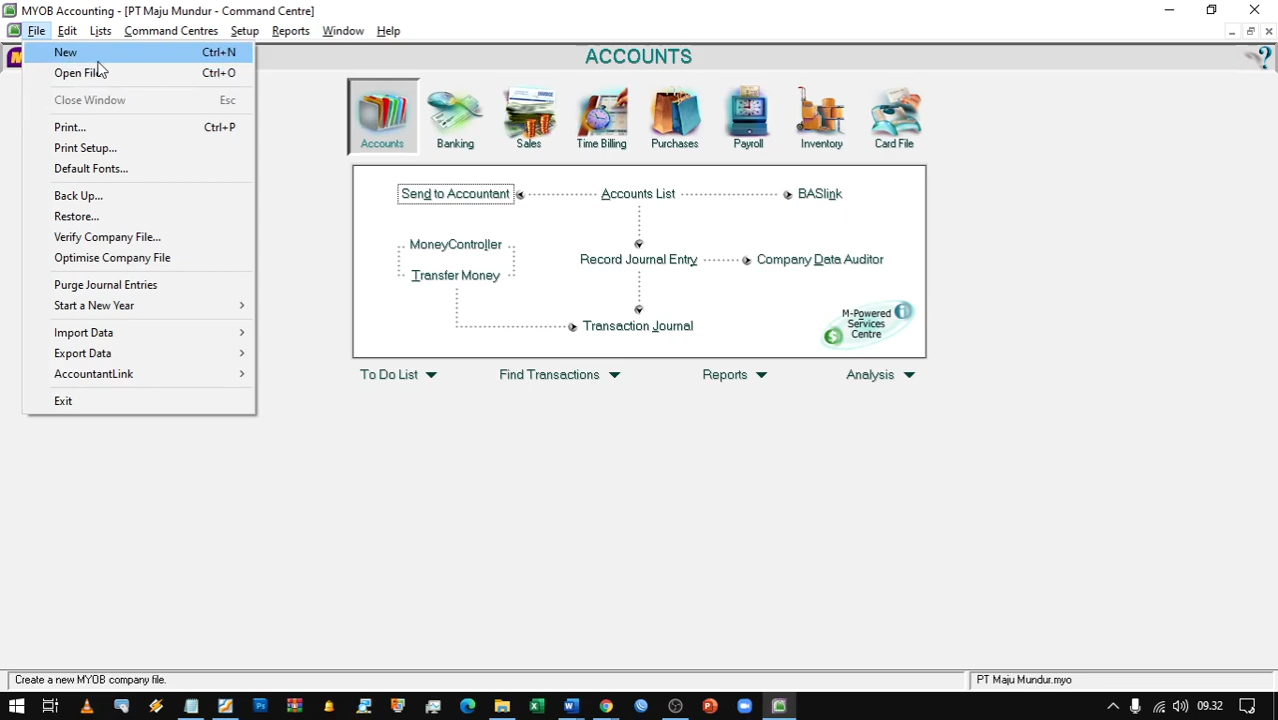 MYOB Accounting - [PT Maju Mundur - Command Centre]
File Edit Lists Command Centres Setup Reports Window Help
New Ctrl+N
Open File Ctrl+O
Close Window Esc
Print... Ctrl+P
Print Setup...
Default Fonts...
Back Up...
Restore...
Verify Company File...
Optimise Company File
Purge Journal Entries
Start a New Year
Import Data
Export Data
AccountantLink
Exit
ACCOUNTS
Accounts Banking Sales Time Billing Purchases Payroll Inventory Card File
Send to Accountant Accounts List BASlink
MoneyController
Record Journal Entry Company Data Auditor
Transfer Money
Transaction Journal
M-Powered
Services
Centre
To Do List Find Transactions Reports Analysis
Create a new MYOB company file. PT Maju Mundur.myo
09.32